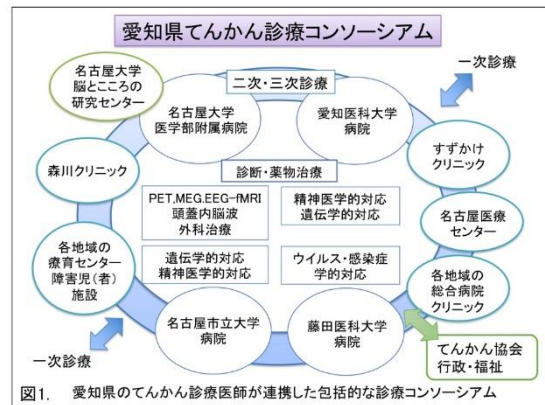 愛知県てんかん診療コンソーシアム
名古屋大学
脳とこころの
研究センター
二次・三次診療
一次診療
名古屋大学
医学部附属病院
愛知医科大学
病院
すずかけ
クリニック
森川クリニック
診断・薬物治療
PET,MEG.EEG-fMRI
頭蓋内脳波
外科治療
精神医学的対応
遺伝学的対応
名古屋医療
センター
各地域の
療育センター
障害児(者)
施設
遺伝学的対応
精神医学的対応
ウイルス・感染症
学的対応
各地域の
総合病院
クリニック
名古屋市立大学
病院
藤田医科大学
病院
一次診療
てんかん協会
行政・福祉
図1. 愛知県のてんかん診療医師が連携した包括的な診療コンソーシアム